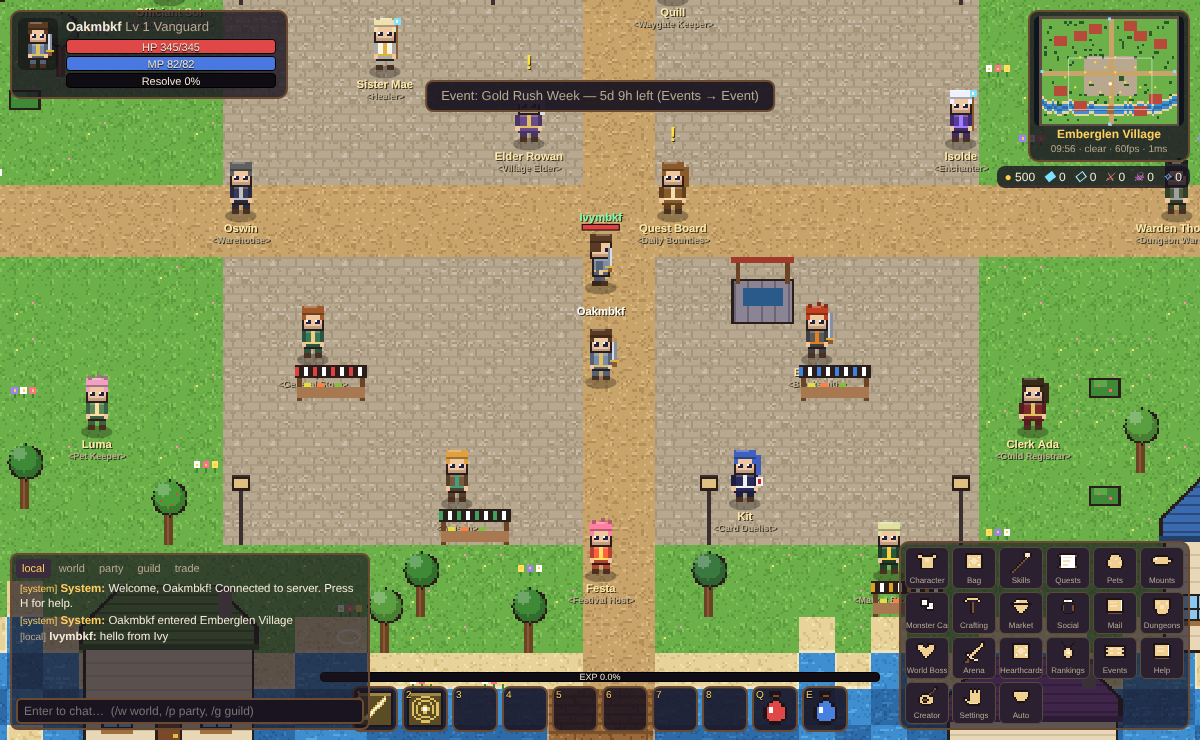 Officiant Sol
Quill
<Waygate Keeper>
Oakmbkf Lv 1 Vanguard
HP 345/345
MP 82/82
Resolve 0%
Sister Mae
<Healer>
!
Event: Gold Rush Week — 5d 9h left (Events → Event)
Emberglen Village
09:56 · clear · 60fps · 1ms
500 0 0 0 0 0
!
Elder Rowan
<Village Elder>
Isolde
<Enchanter>
Oswin
<Warehouse>
Ivymbkf
Quest Board
<Daily Bounties>
Warden Tho
<Dungeon War
Oakmbkf
Luma
<Pet Keeper>
Clerk Ada
<Guild Registrar>
Kit
<Card Duelist>
Festa
<Festival Host>
local world party guild trade
[system] System: Welcome, Oakmbkf! Connected to server. Press
H for help.
[system] System: Oakmbkf entered Emberglen Village
[local] Ivymbkf: hello from Ivy
Enter to chat… (/w world, /p party, /g guild)
EXP 0.0%
2 3 4 5 6 7 8 Q E
Character Bag Skills Quests Pets Mounts
Monster Ca Crafting Market Social Mail Dungeons
World Boss Arena Hearthcards Rankings Events Help
Creator Settings Auto